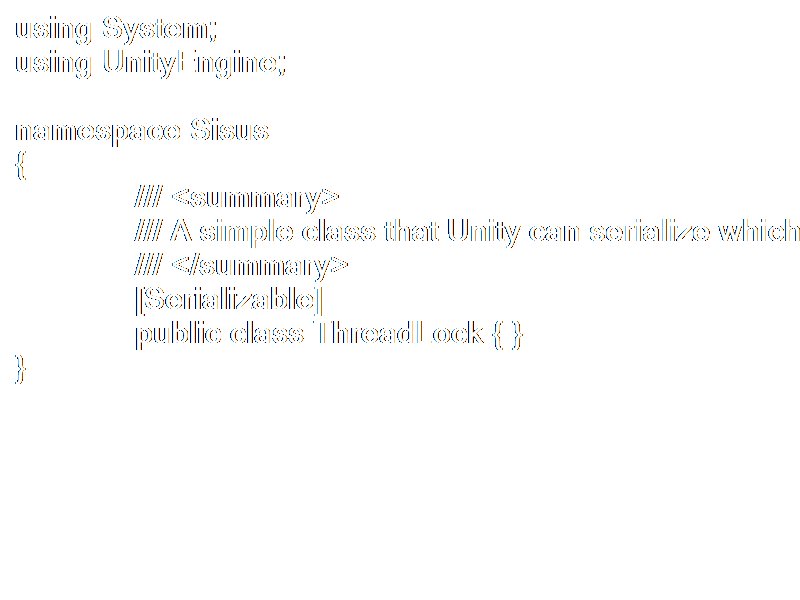 using System;
using UnityEngine;

namespace Sisus
{
/// <summary>
/// A simple class that Unity can serialize which
/// </summary>
[Serializable]
public class ThreadLock { }
}